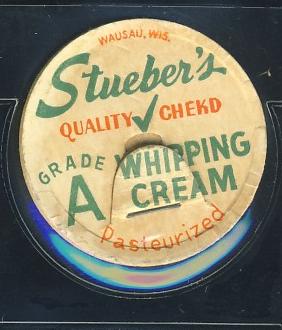 WAUSAU, WIS.
Stueber's
QUALITY CHEKD
GRADE A
WHIPPING
CREAM
Pasteurized